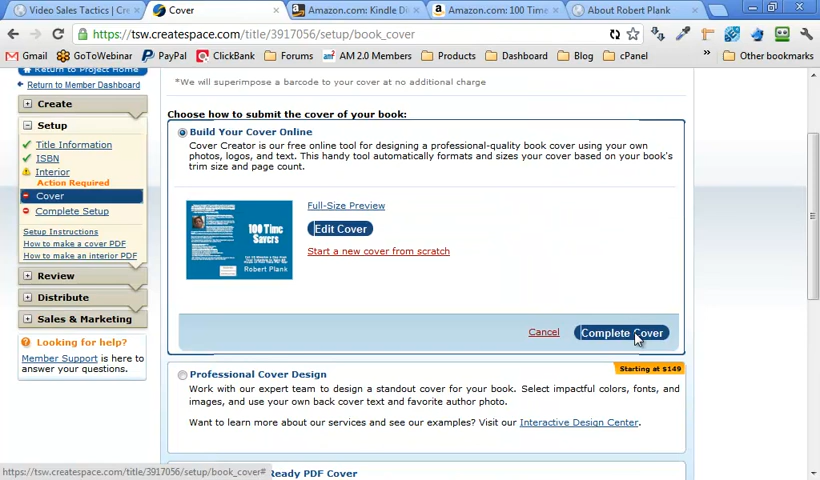 Video Sales Tactics | C
Cover
Amazon.com: Kindle Di
Amazon.com: 100 Time
About Robert Plank
https://tsw.createspace.com/title/3917056/setup/book_cover
Gmail
GoToWebinar
PayPal
ClickBank
Forums
AM 2.0 Members
Products
Dashboard
Blog
cPanel
»
Other bookmarks
Return to Project Home
Return to Member Dashboard
Create
Setup
Title Information
ISBN
Interior
Action Required
Cover
Complete Setup
Setup Instructions
How to make a cover PDF
How to make an interior PDF
Review
Distribute
Sales & Marketing
Looking for help?
Member Support is here to
answer your questions.
*We will superimpose a barcode to your cover at no additional charge
Choose how to submit the cover of your book:
Build Your Cover Online
Cover Creator is our free online tool for designing a professional-quality book cover using your own
photos, logos, and text. This handy tool automatically formats and sizes your cover based on your book's
trim size and page count.
100 Time
Savers
Robert Plank
Full-Size Preview
Edit Cover
Start a new cover from scratch
Cancel
Complete Cover
Professional Cover Design
Starting at $149
Work with our expert team to design a standout cover for your book. Select impactful colors, fonts, and
images, and use your own back cover text and favorite author photo.
Want to learn more about our services and see our examples? Visit our Interactive Design Center.
https://tsw.createspace.com/title/3917056/setup/book_cover#
Ready PDF Cover